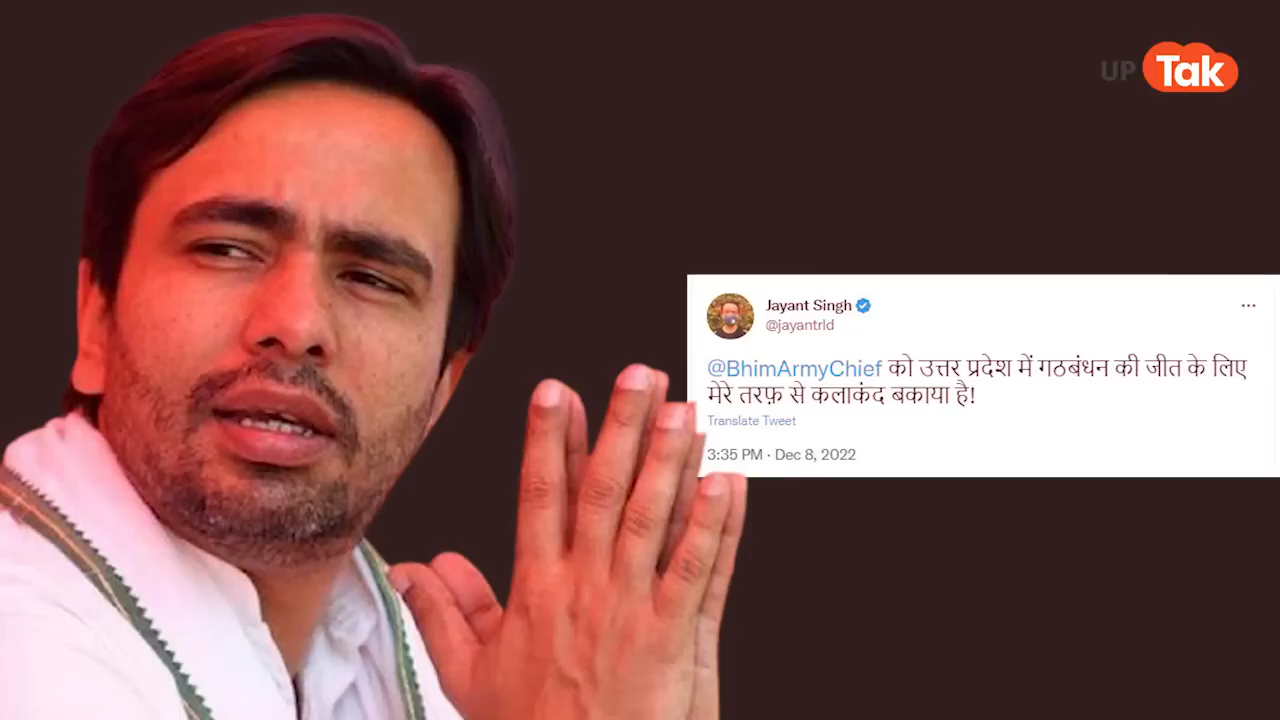 UP Tak
Jayant Singh
@jayantrld
@BhimArmyChief को उत्तर प्रदेश में गठबंधन की जीत के लिए
मेरे तरफ़ से कलाकंद बकाया है!
Translate Tweet
3:35 PM · Dec 8, 2022